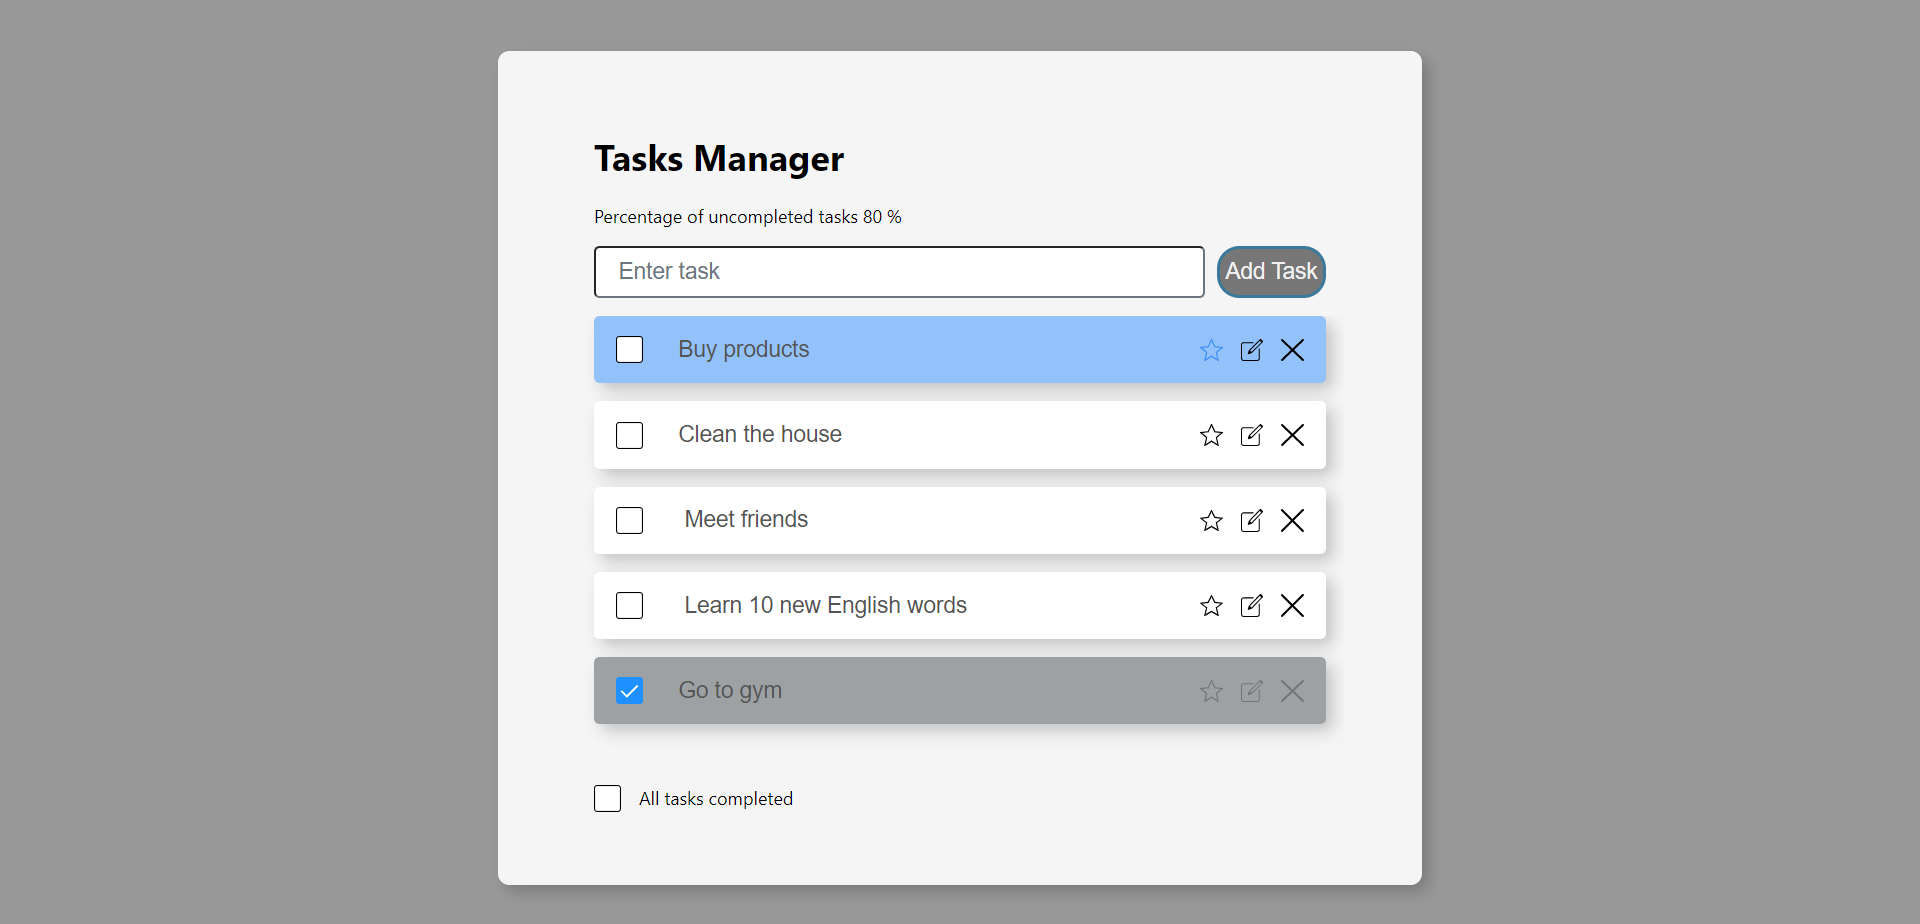 Tasks Manager
Percentage of uncompleted tasks 80 %
Enter task
Add Task
Buy products
Clean the house
Meet friends
Learn 10 new English words
Go to gym
All tasks completed